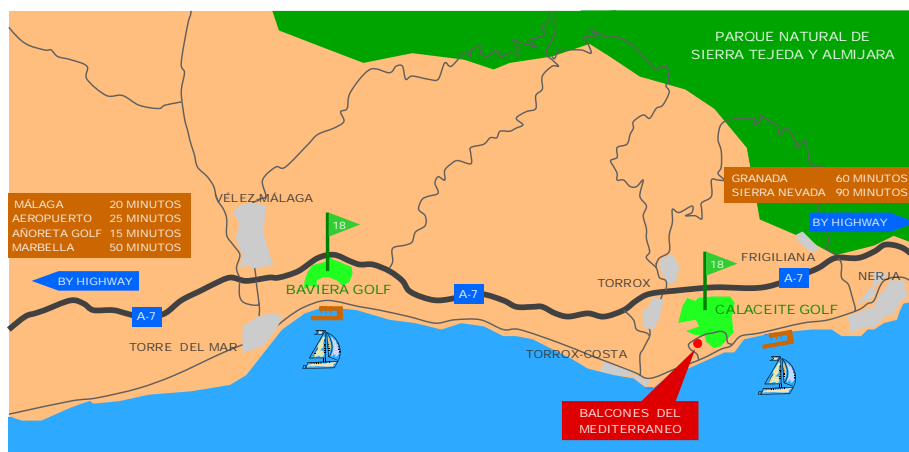 PARQUE NATURAL DE
SIERRA TEJEDA Y ALMIJARA
GRANADA 60 MINUTOS
SIERRA NEVADA 90 MINUTOS
MÁLAGA 20 MINUTOS
AEROPUERTO 25 MINUTOS
AÑORETA GOLF 15 MINUTOS
MARBELLA 50 MINUTOS
VÉLEZ-MÁLAGA
18
BY HIGHWAY
FRIGILIANA
18
BY HIGHWAY
TORROX
A-7
NERJA
BAVIERA GOLF
A-7
CALACEITE GOLF
A-7
TORRE DEL MAR
TORROX-COSTA
BALCONES DEL
MEDITERRANEO